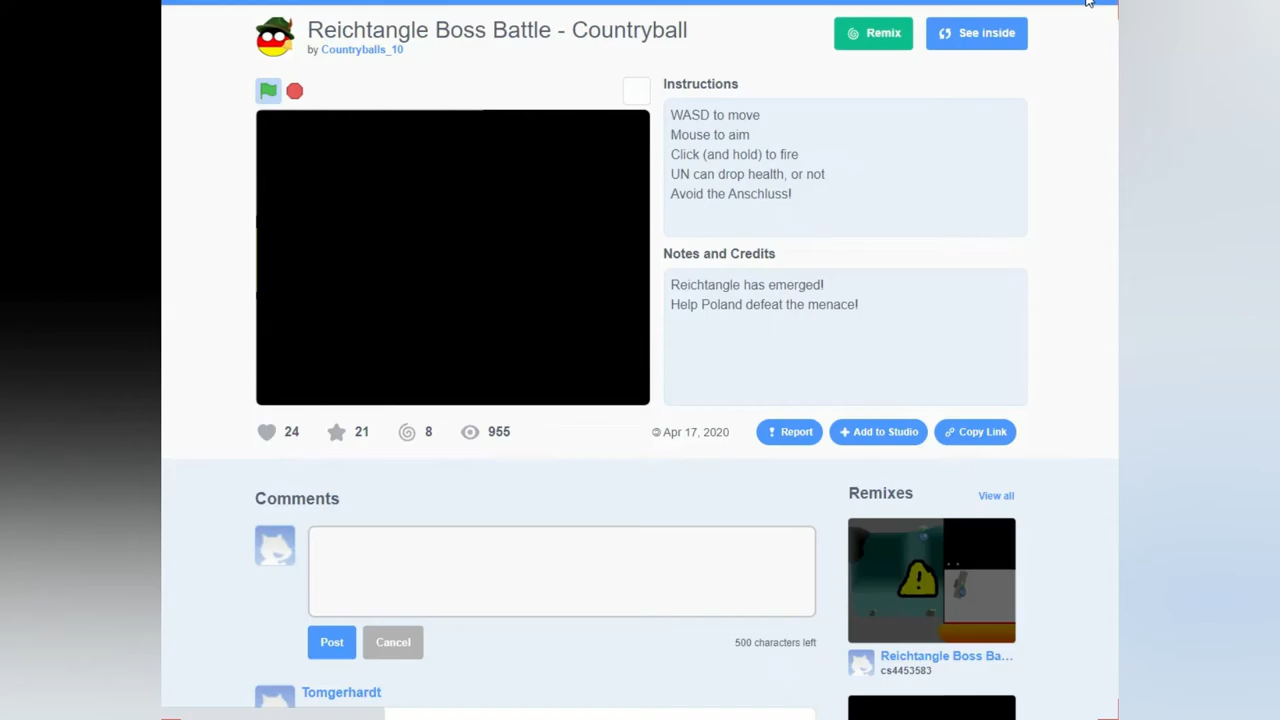 Reichtangle Boss Battle - Countryball
by Countryballs_10
Remix
See inside
Instructions
WASD to move
Mouse to aim
Click (and hold) to fire
UN can drop health, or not
Avoid the Anschluss!
Notes and Credits
Reichtangle has emerged!
Help Poland defeat the menace!
24
21
8
955
Apr 17, 2020
Report
Add to Studio
Copy Link
Comments
Post
Cancel
500 characters left
Tomgerhardt
Remixes
View all
Reichtangle Boss Ba...
cs4453583